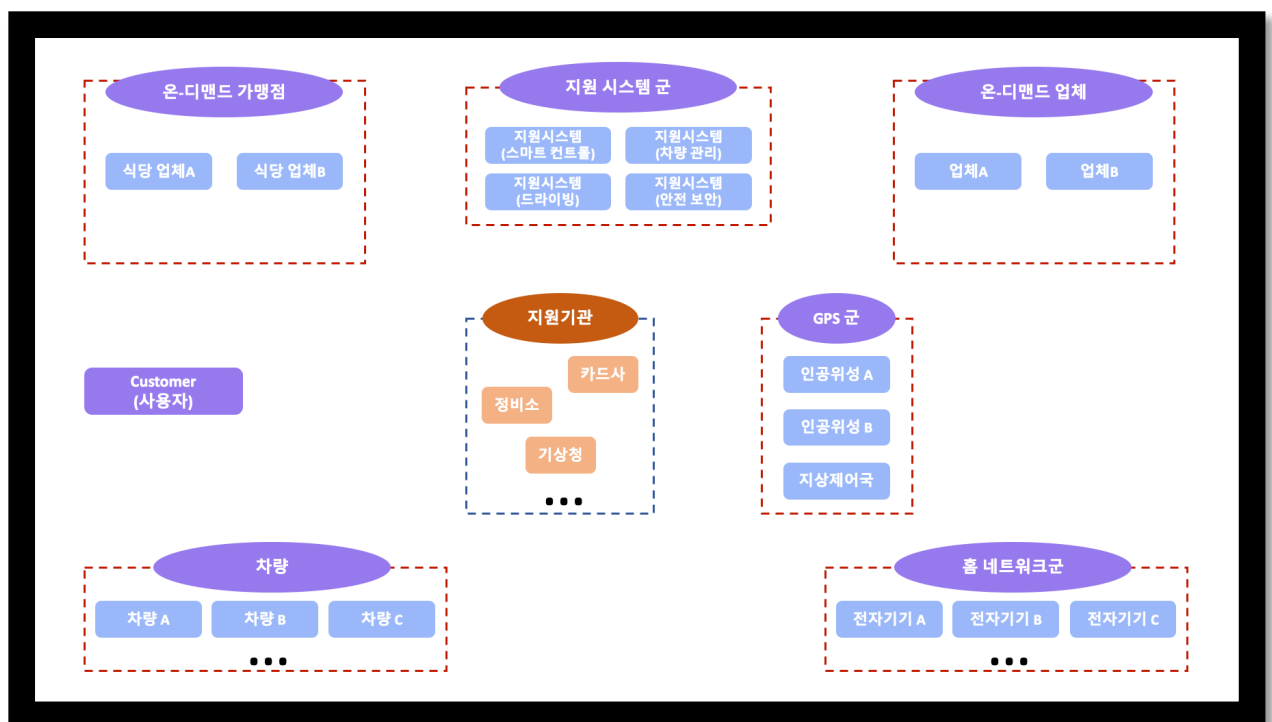 온-디맨드 가맹점
식당 업체A
식당 업체B
지원 시스템 군
지원시스템
(스마트 컨트롤)
지원시스템
(차량 관리)
지원시스템
(드라이빙)
지원시스템
(안전 보안)
온-디맨드 업체
업체A
업체B
Customer
(사용자)
지원기관
카드사
정비소
기상청
...
GPS 군
인공위성 A
인공위성 B
지상제어국
차량
차량 A
차량 B
차량 C
...
홈 네트워크군
전자기기 A
전자기기 B
전자기기 C
...